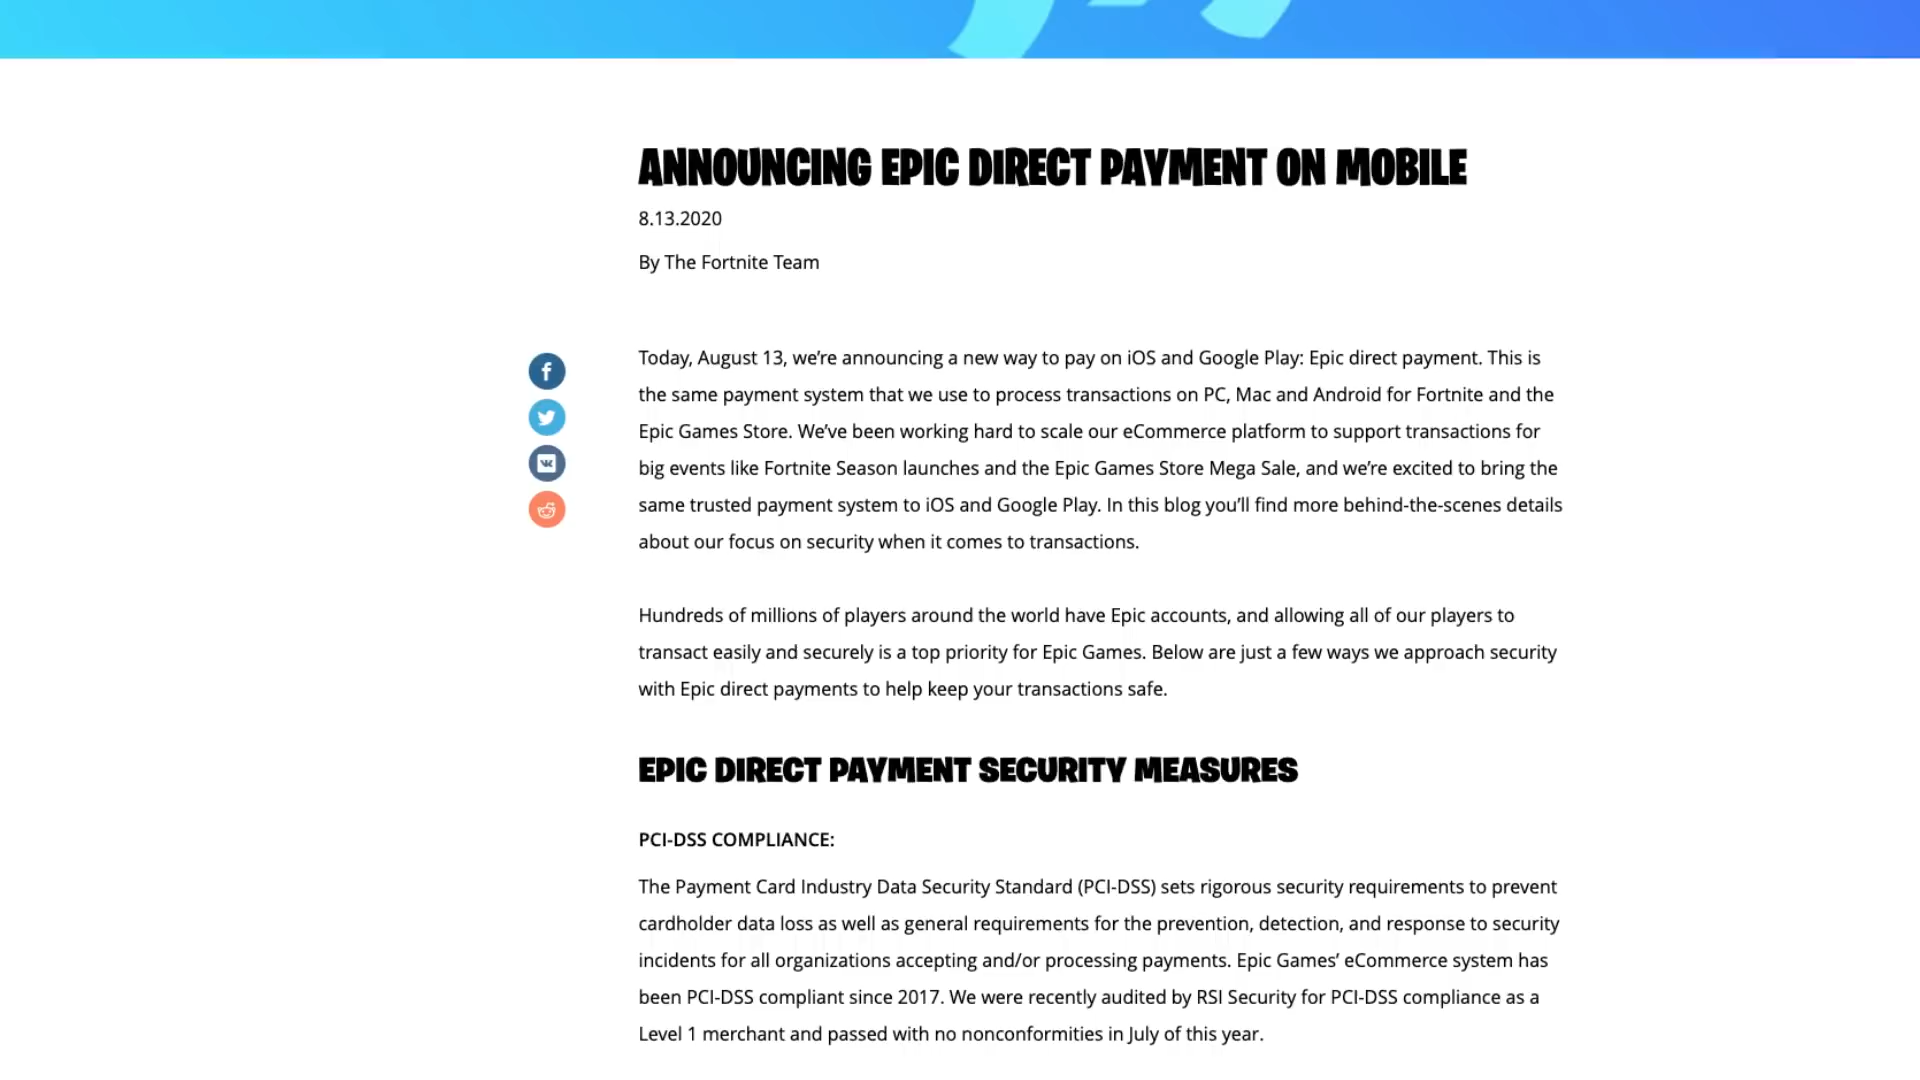 ANNOUNCING EPIC DIRECT PAYMENT ON MOBILE
8.13.2020
By The Fortnite Team
Today, August 13, we’re announcing a new way to pay on iOS and Google Play: Epic direct payment. This is
the same payment system that we use to process transactions on PC, Mac and Android for Fortnite and the
Epic Games Store. We’ve been working hard to scale our eCommerce platform to support transactions for
big events like Fortnite Season launches and the Epic Games Store Mega Sale, and we’re excited to bring the
same trusted payment system to iOS and Google Play. In this blog you’ll find more behind-the-scenes details
about our focus on security when it comes to transactions.
Hundreds of millions of players around the world have Epic accounts, and allowing all of our players to
transact easily and securely is a top priority for Epic Games. Below are just a few ways we approach security
with Epic direct payments to help keep your transactions safe.
EPIC DIRECT PAYMENT SECURITY MEASURES
PCI-DSS COMPLIANCE:
The Payment Card Industry Data Security Standard (PCI-DSS) sets rigorous security requirements to prevent
cardholder data loss as well as general requirements for the prevention, detection, and response to security
incidents for all organizations accepting and/or processing payments. Epic Games’ eCommerce system has
been PCI-DSS compliant since 2017. We were recently audited by RSI Security for PCI-DSS compliance as a
Level 1 merchant and passed with no nonconformities in July of this year.